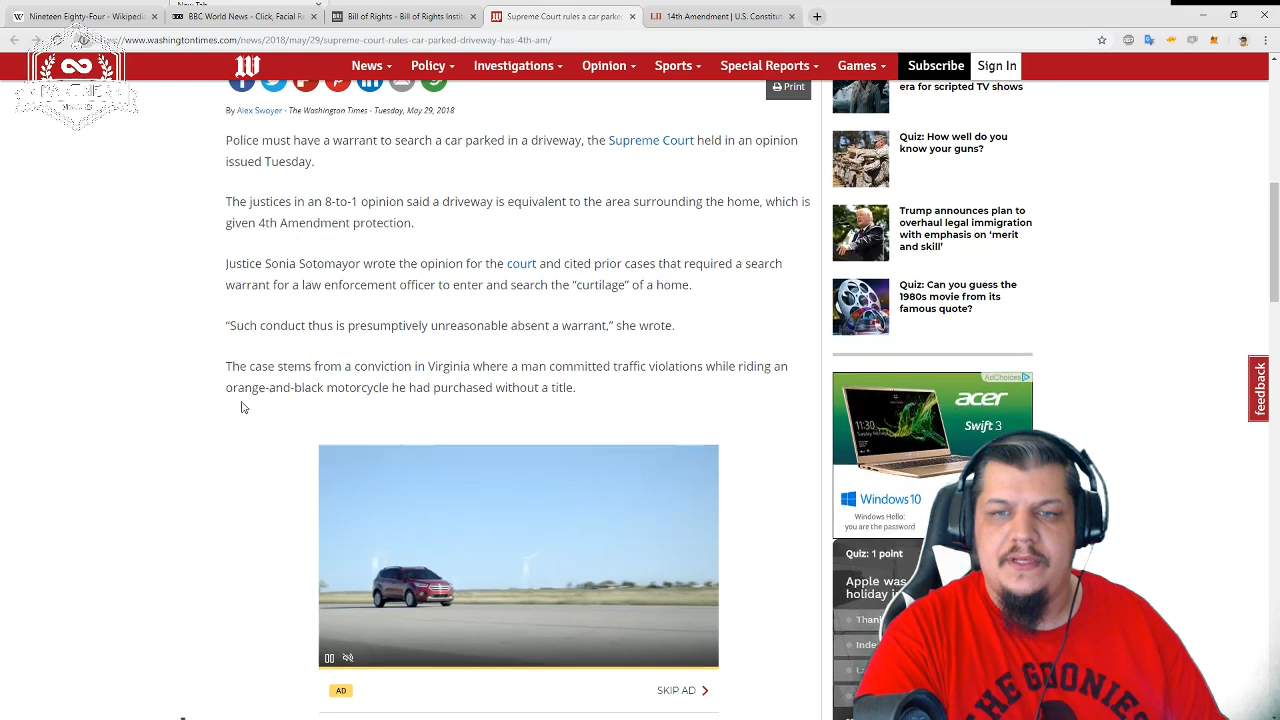 New Tab
Nineteen Eighty-Four - Wikipedi
BBC World News - Click, Facial Re
Bill of Rights - Bill of Rights Insti
Supreme Court rules a car parked
14th Amendment | U.S. Constitut
www.washingtontimes.com/news/2018/may/29/supreme-court-rules-car-parked-driveway-has-4th-am/
W
News
Policy
Investigations
Opinion
Sports
Special Reports
Games
Subscribe
Sign In
Print
By Alex Swoyer - The Washington Times - Tuesday, May 29, 2018
Police must have a warrant to search a car parked in a driveway, the Supreme Court held in an opinion
issued Tuesday.
The justices in an 8-to-1 opinion said a driveway is equivalent to the area surrounding the home, which is
given 4th Amendment protection.
Justice Sonia Sotomayor wrote the opinion for the court and cited prior cases that required a search
warrant for a law enforcement officer to enter and search the “curtilage” of a home.
“Such conduct thus is presumptively unreasonable absent a warrant,” she wrote.
The case stems from a conviction in Virginia where a man committed traffic violations while riding an
orange-and-black motorcycle he had purchased without a title.
AD
SKIP AD
era for scripted TV shows
Quiz: How well do you
know your guns?
Trump announces plan to
overhaul legal immigration
with emphasis on ‘merit
and skill’
Quiz: Can you guess the
1980s movie from its
famous quote?
AdChoices
acer
Swift 3
11:30
Windows 10
Windows Hello:
you are the password
Quiz: 1 point
Apple was
holiday
feedback
THE GOONIES